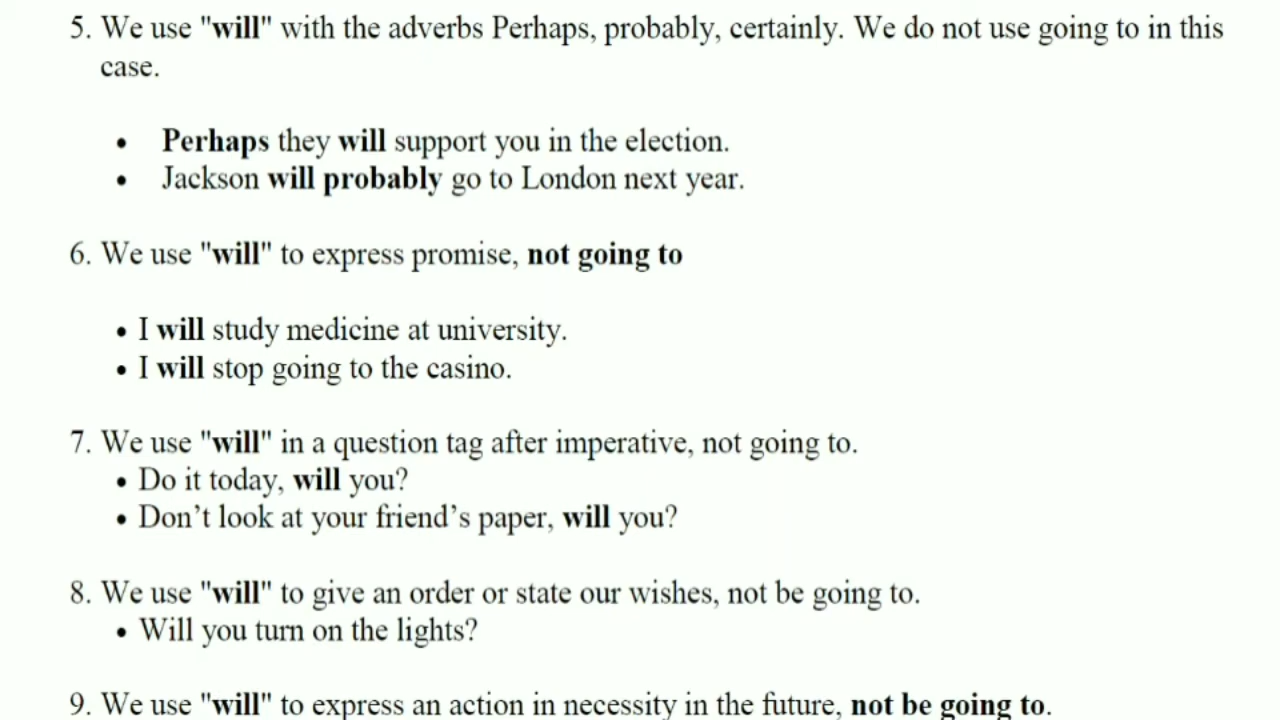 5. We use "will" with the adverbs Perhaps, probably, certainly. We do not use going to in this
case.
• Perhaps they will support you in the election.
• Jackson will probably go to London next year.
6. We use "will" to express promise, not going to
• I will study medicine at university.
• I will stop going to the casino.
7. We use "will" in a question tag after imperative, not going to.
• Do it today, will you?
• Don’t look at your friend’s paper, will you?
8. We use "will" to give an order or state our wishes, not be going to.
• Will you turn on the lights?
9. We use "will" to express an action in necessity in the future, not be going to.